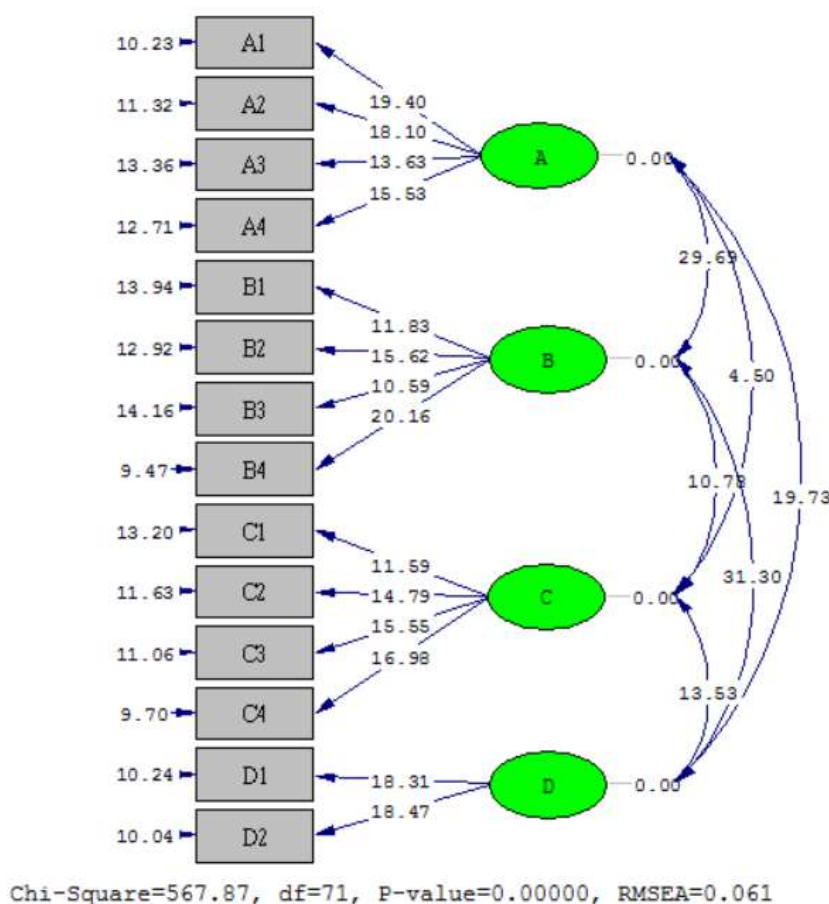 10.23 A1
19.40
11.32 A2
18.10
A 0.00
13.36 A3
13.63
15.53
12.71 A4
29.69
13.94 B1
11.83
12.92 B2
15.62
B 0.00
4.50
10.59
14.16 B3
20.16
9.47 B4
10.78
19.73
13.20 C1
11.59
31.30
11.63 C2
14.79
C 0.00
15.55
11.06 C3
16.98
13.53
9.70 C4
10.24 D1
18.31
D 0.00
18.47
10.04 D2
Chi-Square=567.87, df=71, P-value=0.00000, RMSEA=0.061